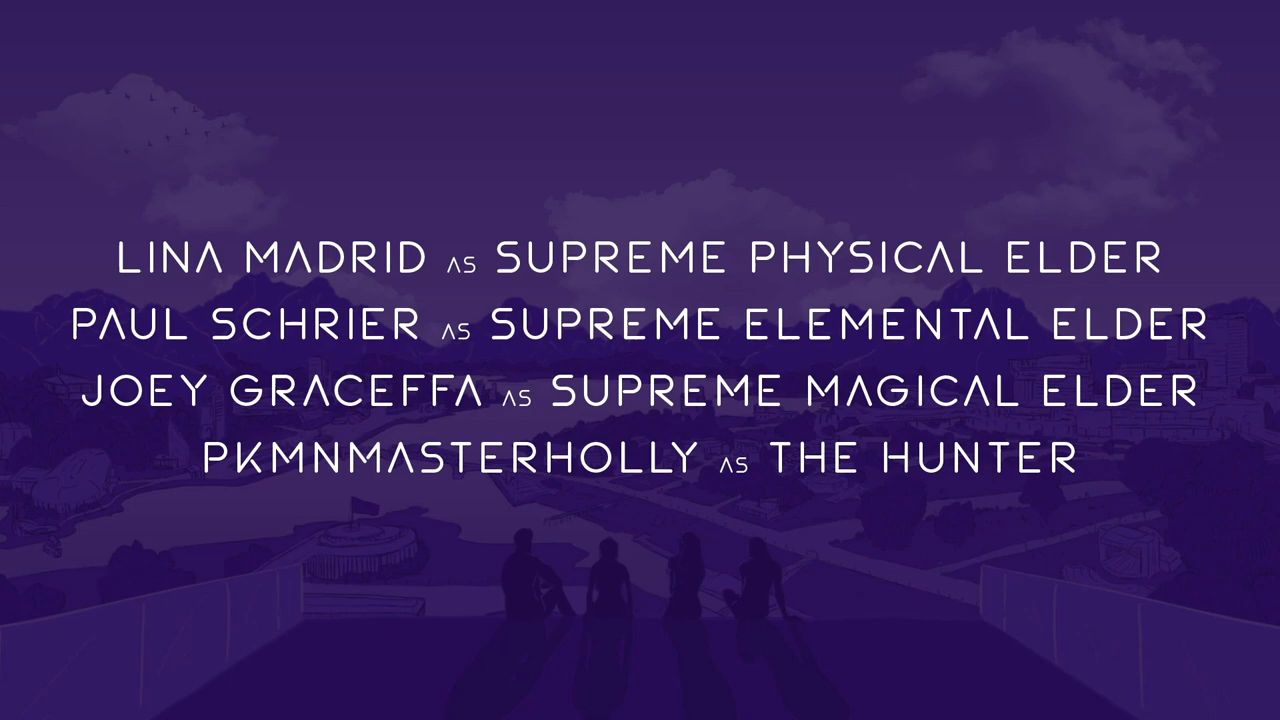 LINA MADRID AS SUPREME PHYSICAL ELDER
PAUL SCHRIER AS SUPREME ELEMENTAL ELDER
JOEY GRACEFFA AS SUPREME MAGICAL ELDER
PKMNMASTERHOLLY AS THE HUNTER